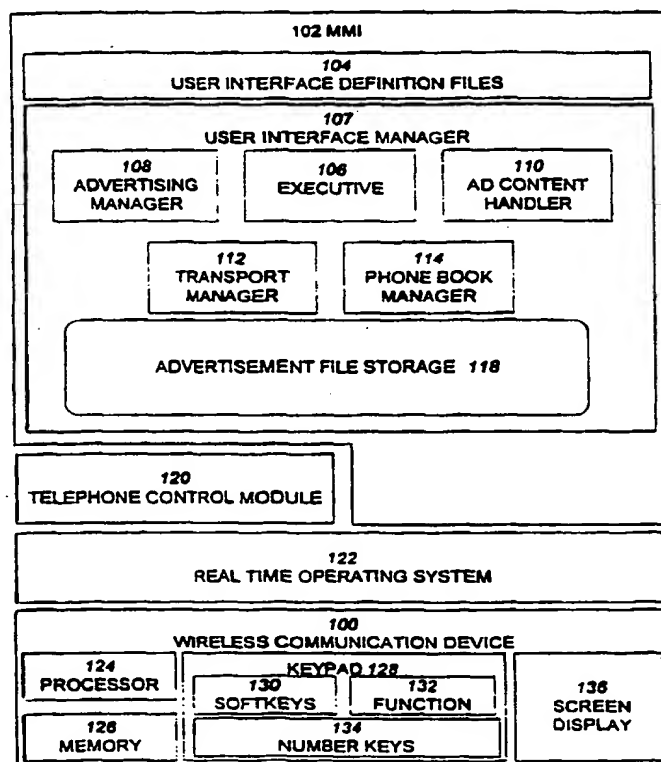 102 MMI
104
USER INTERFACE DEFINITION FILES
107
USER INTERFACE MANAGER
108
ADVERTISING
MANAGER
106
EXECUTIVE
110
AD CONTENT
HANDLER
112
TRANSPORT
MANAGER
114
PHONE BOOK
MANAGER
ADVERTISEMENT FILE STORAGE 118
120
TELEPHONE CONTROL MODULE
122
REAL TIME OPERATING SYSTEM
100
WIRELESS COMMUNICATION DEVICE
124
PROCESSOR
126
MEMORY
KEYPAD 128
130
SOFTKEYS
132
FUNCTION
134
NUMBER KEYS
136
SCREEN
DISPLAY